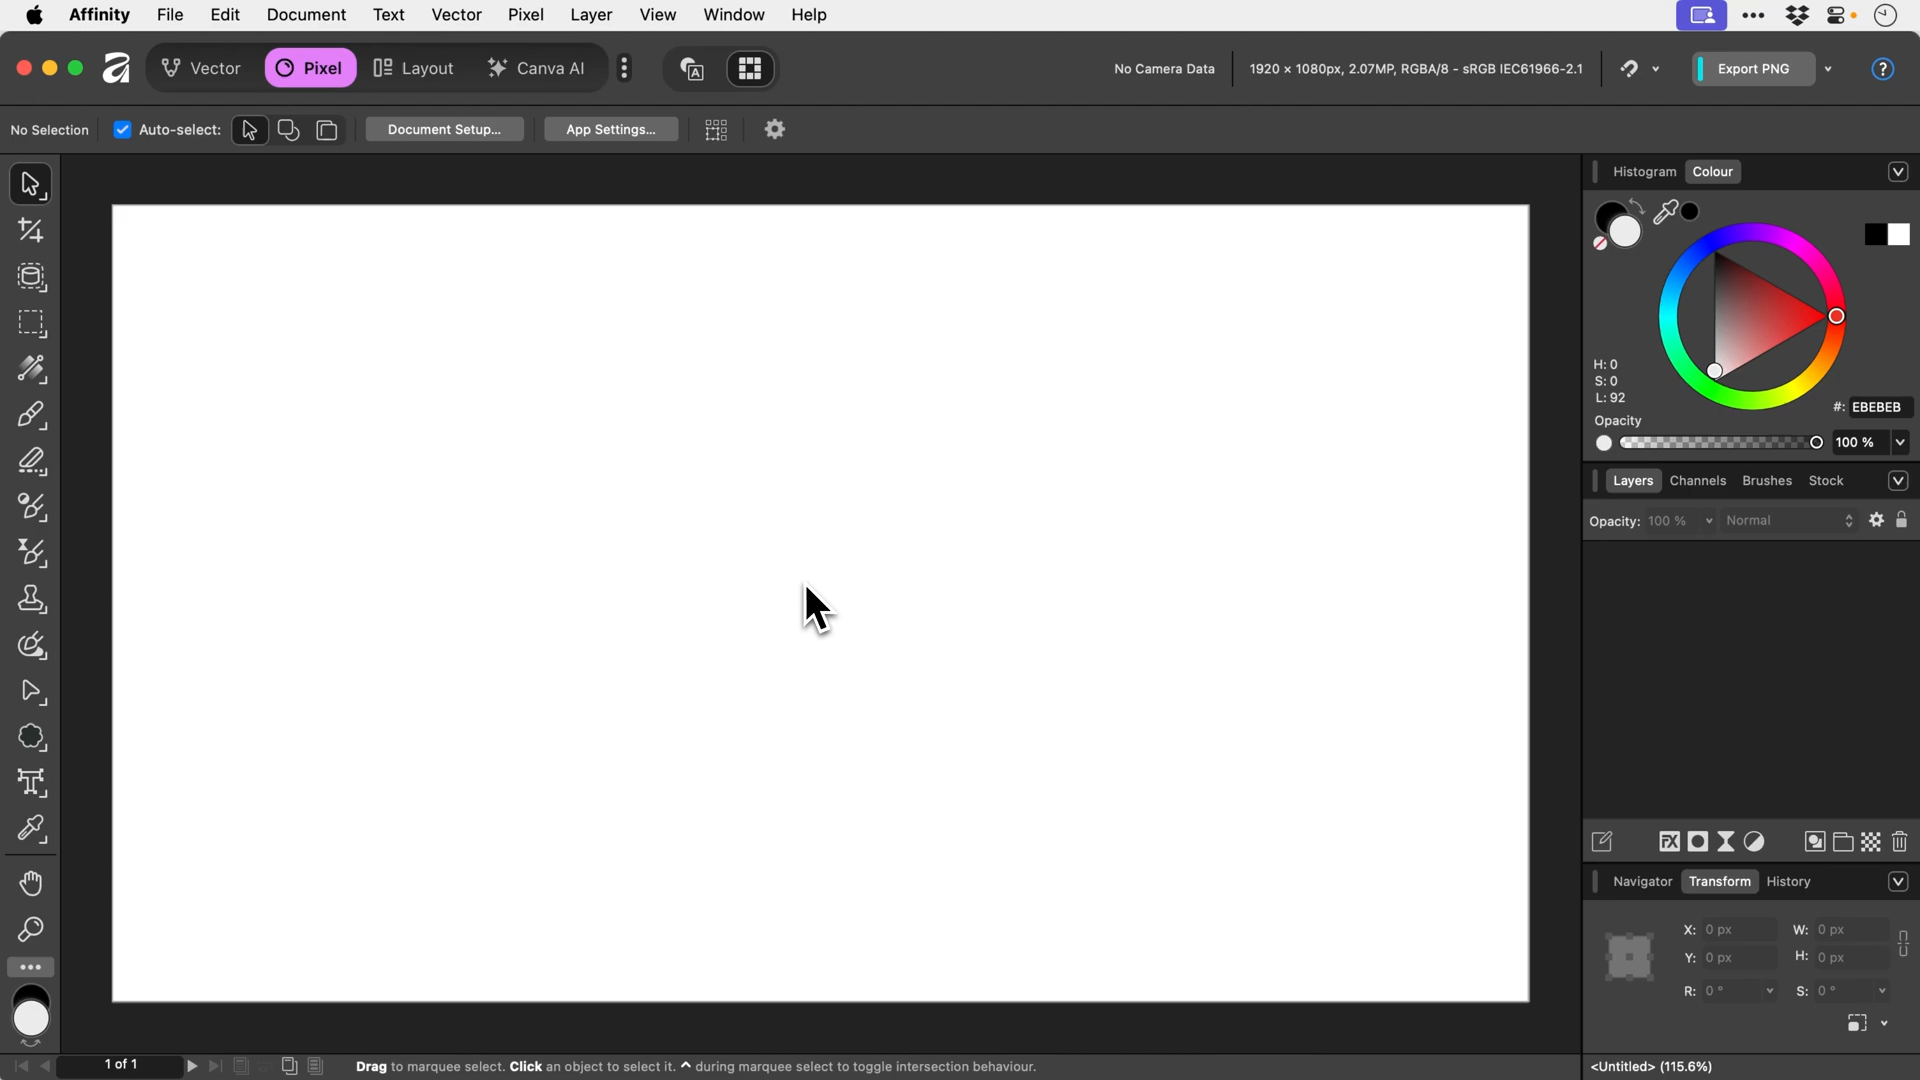 Affinity File Edit Document Text Vector Pixel Layer View Window Help
Vector Pixel Layout Canva AI A No Camera Data 1920 × 1080px, 2.07MP, RGBA/8 - sRGB IEC61966-2.1 Export PNG ?
No Selection Auto-select: Document Setup... App Settings...
Histogram Colour
H: 0
S: 0
L: 92
#: EBEBEB
Opacity
100 %
Layers Channels Brushes Stock
Opacity: 100 % Normal
FX
Navigator Transform History
X: 0 px W: 0 px
Y: 0 px H: 0 px
R: 0 ° S: 0 °
1 of 1 Drag to marquee select. Click an object to select it. ^ during marquee select to toggle intersection behaviour. <Untitled> (115.6%)